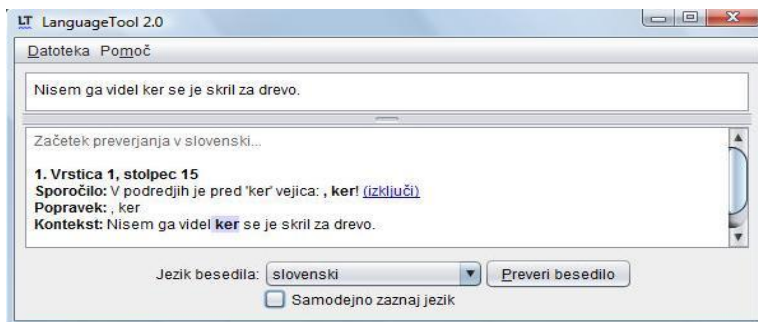 LT LanguageTool 2.0
Datoteka Pomoč
Nisem ga videl ker se je skril za drevo.
Začetek preverjanja v slovenski...
1. Vrstica 1, stolpec 15
Sporočilo: V podredjih je pred 'ker' vejica: , ker! (izključi)
Popravek: , ker
Kontekst: Nisem ga videl ker se je skril za drevo.
Jezik besedila: slovenski Preveri besedilo
Samodejno zaznaj jezik